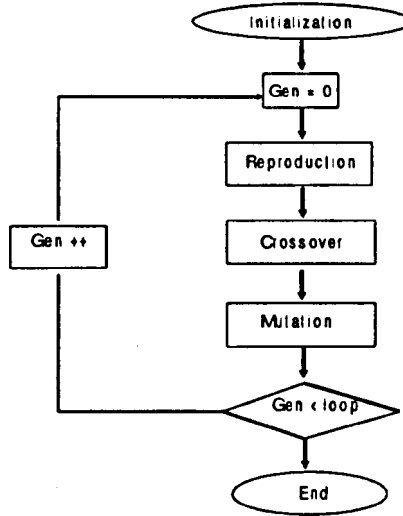 Initialization
Gen = 0
Reproduction
Crossover
Gen ++
Mutation
Gen < loop
End